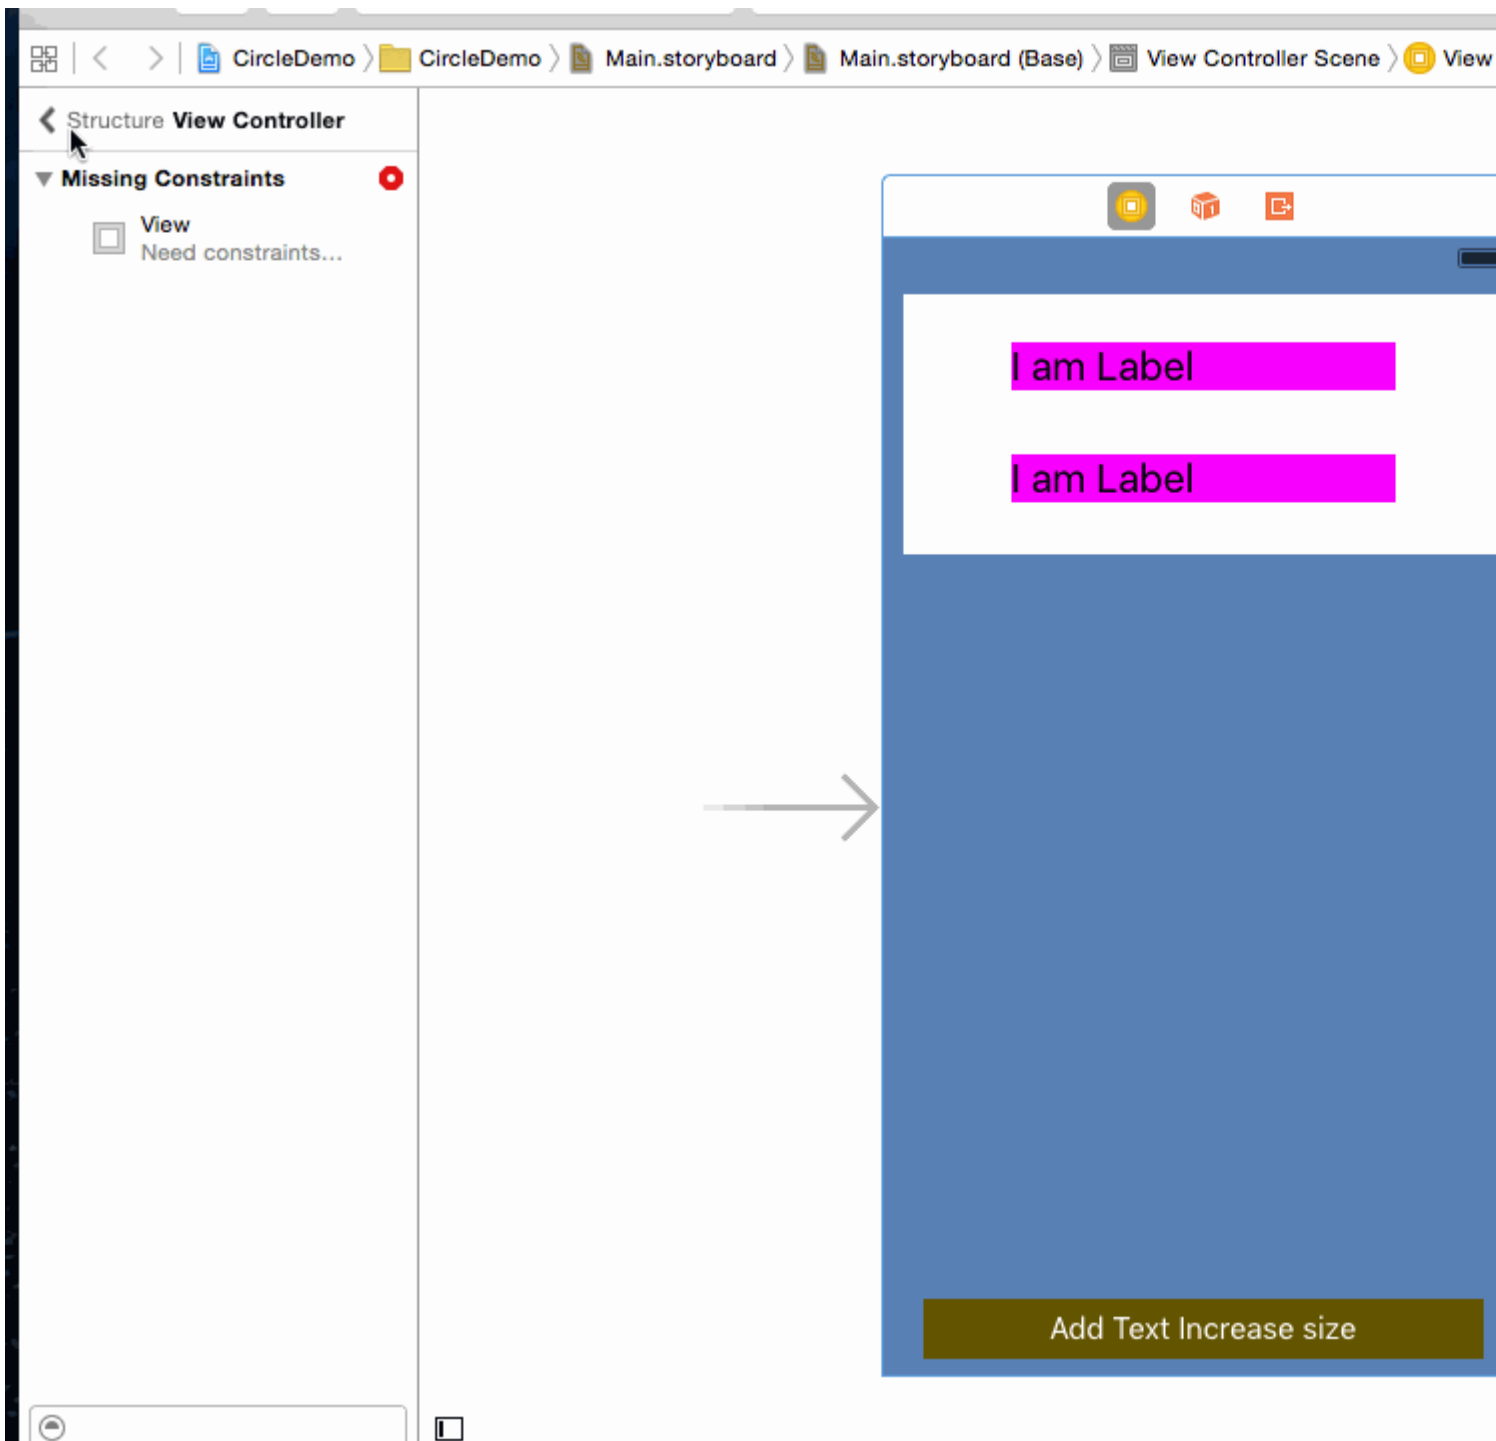 CircleDemo CircleDemo Main.storyboard Main.storyboard (Base) View Controller Scene View
Structure View Controller
Missing Constraints
View
Need constraints...
I am Label
I am Label
Add Text Increase size